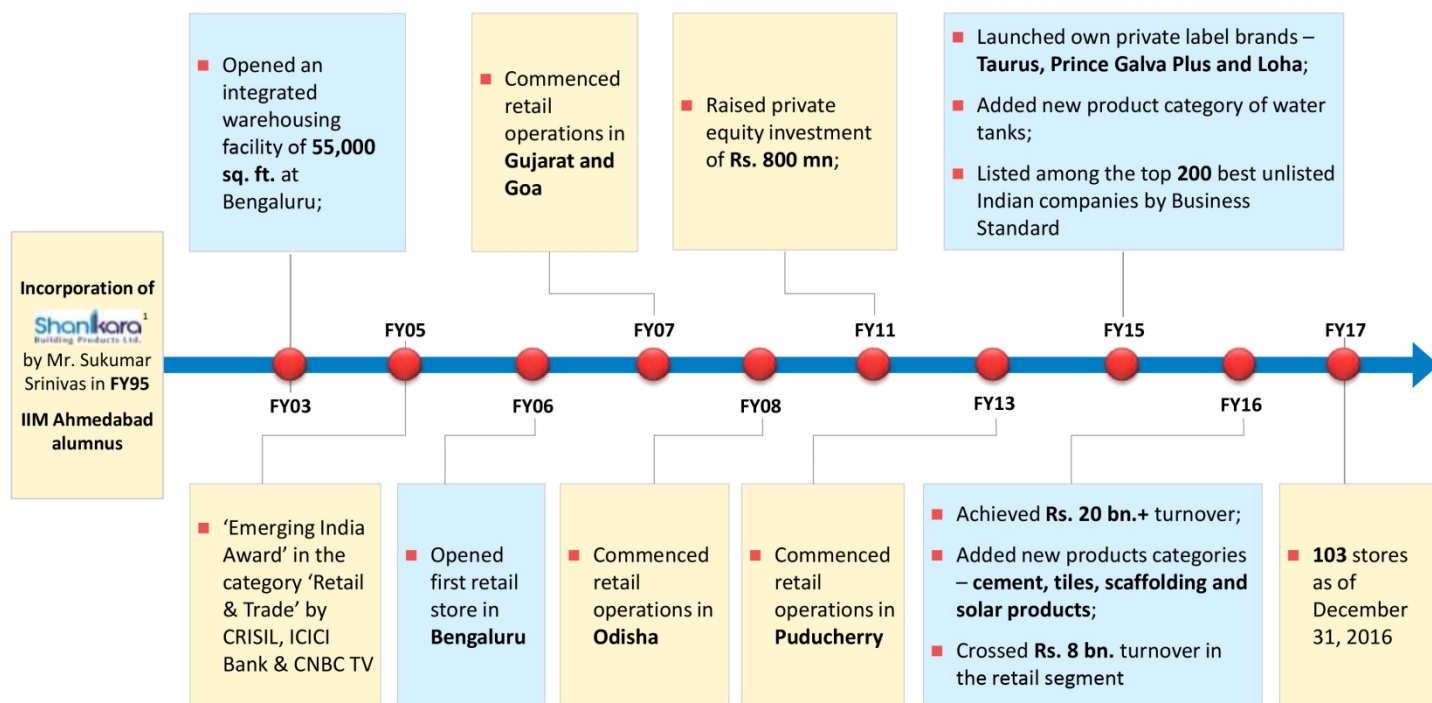 Opened an
integrated
warehousing
facility of 55,000
sq. ft. at
Bengaluru;
Commenced
retail
operations in
Gujarat and
Goa
Raised private
equity investment
of Rs. 800 mn;
Launched own private label brands –
Taurus, Prince Galva Plus and Loha;
Added new product category of water
tanks;
Listed among the top 200 best unlisted
Indian companies by Business
Standard
Incorporation of
Shankara 1
Building Products Ltd.
by Mr. Sukumar
Srinivas in FY95
IIM Ahmedabad
alumnus
FY05
FY07
FY11
FY15
FY17
FY03
FY06
FY08
FY13
FY16
‘Emerging India
Award’ in the
category ‘Retail
& Trade’ by
CRISIL, ICICI
Bank & CNBC TV
Opened
first retail
store in
Bengaluru
Commenced
retail
operations in
Odisha
Commenced
retail
operations in
Puducherry
Achieved Rs. 20 bn.+ turnover;
Added new products categories
– cement, tiles, scaffolding and
solar products;
Crossed Rs. 8 bn. turnover in
the retail segment
103 stores
as of
December
31, 2016